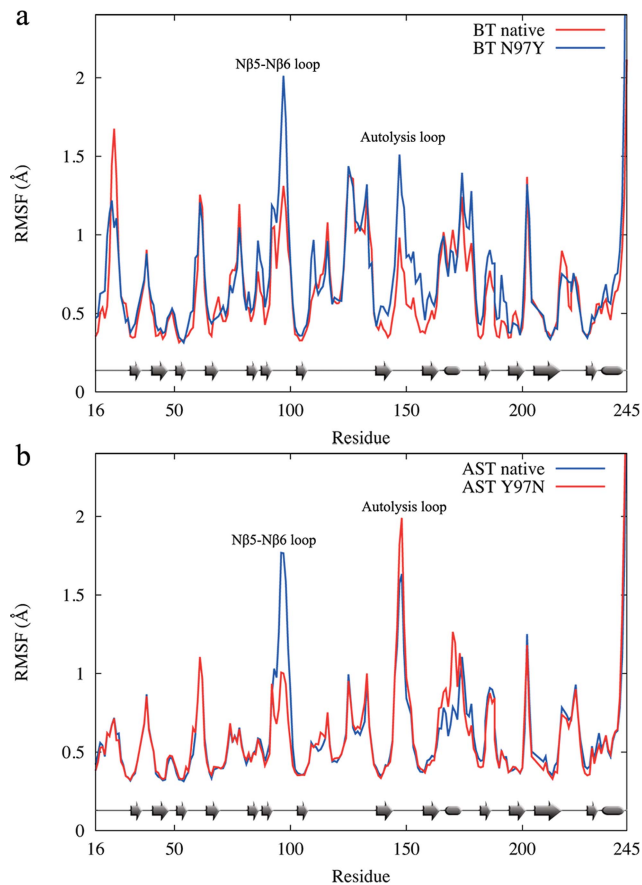 a
BT native
BT N97Y
Nβ5-Nβ6 loop
Autolysis loop
RMSF (Å)
2
1.5
1
0.5
0
16 50 100 150 200 245
Residue
b
AST native
AST Y97N
Nβ5-Nβ6 loop
Autolysis loop
RMSF (Å)
2
1.5
1
0.5
0
16 50 100 150 200 245
Residue